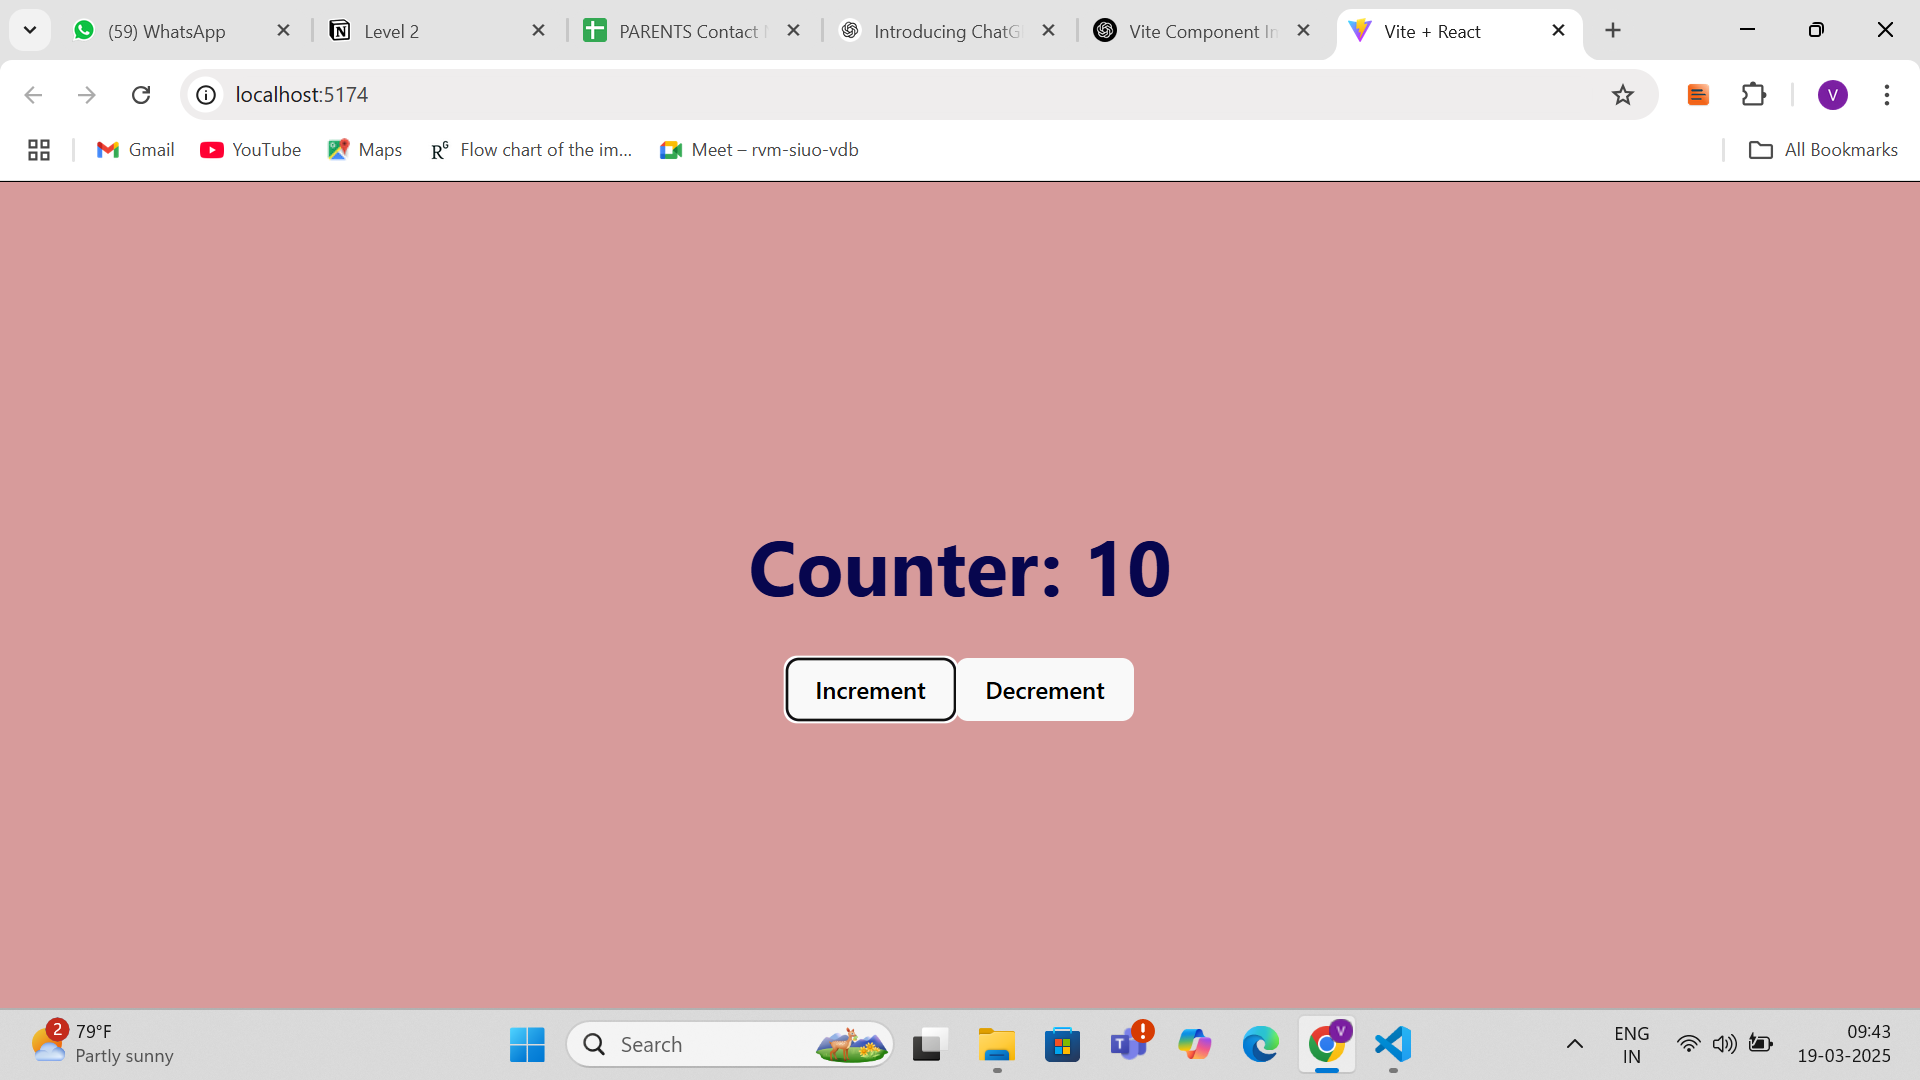 (59) WhatsApp
Level 2
PARENTS Contact
Introducing ChatG
Vite Component In
Vite + React
localhost:5174
V
Gmail
YouTube
Maps
RG
Flow chart of the im...
Meet – rvm-siuo-vdb
All Bookmarks
Counter: 10
Increment
Decrement
2
79°F
Partly sunny
Search
T
!
V
ENG
IN
09:43
19-03-2025